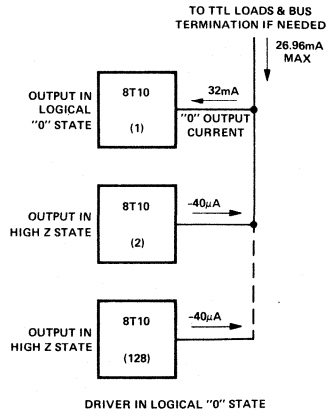 TO TTL LOADS & BUS
TERMINATION IF NEEDED
26.96mA
MAX
OUTPUT IN
LOGICAL
"0" STATE
8T10
(1)
32mA
"0" OUTPUT
CURRENT
OUTPUT IN
HIGH Z STATE
8T10
(2)
-40µA
OUTPUT IN
HIGH Z STATE
8T10
(128)
-40µA
DRIVER IN LOGICAL "0" STATE